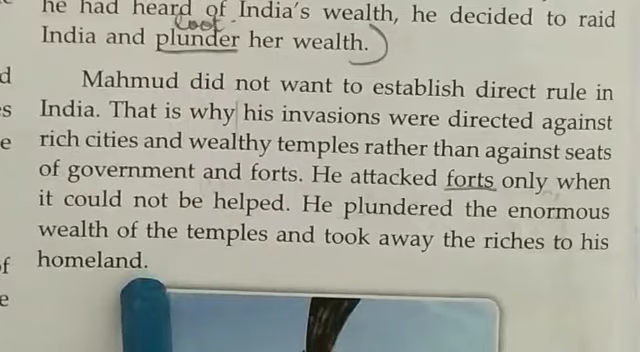 he had heard of India's wealth, he decided to raid
loot
India and plunder her wealth.
Mahmud did not want to establish direct rule in
India. That is why his invasions were directed against
rich cities and wealthy temples rather than against seats
of government and forts. He attacked forts only when
it could not be helped. He plundered the enormous
wealth of the temples and took away the riches to his
homeland.